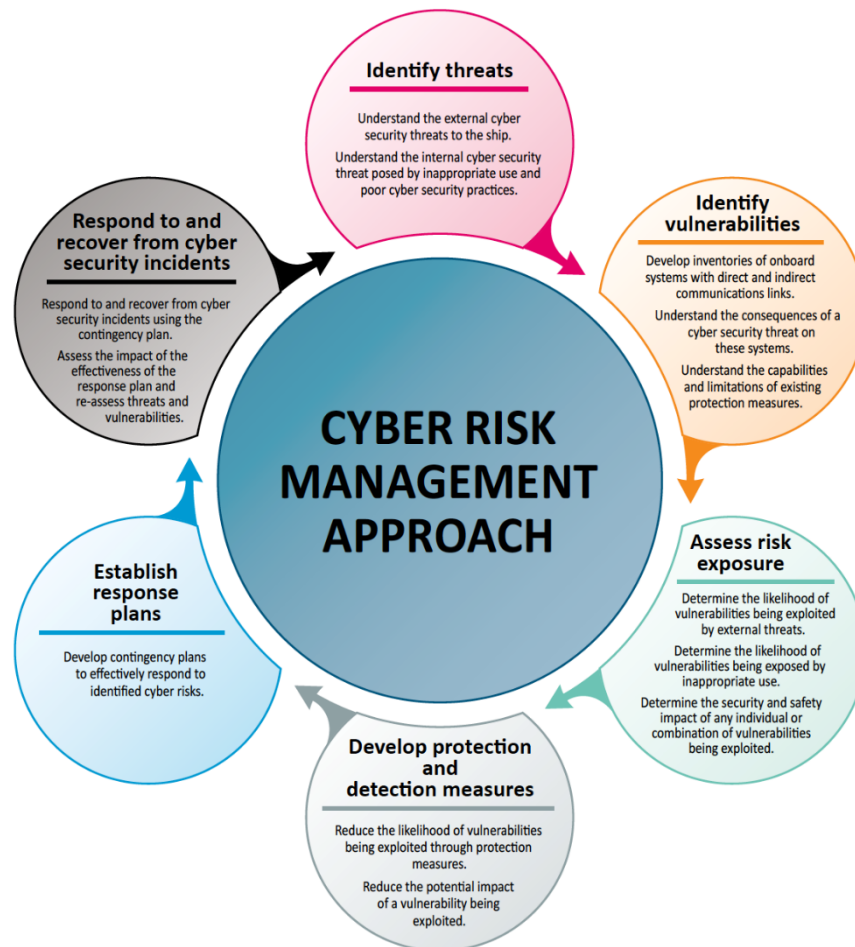 Identify threats
Understand the external cyber
security threats to the ship.
Understand the internal cyber security
threat posed by inappropriate use and
poor cyber security practices.
Identify
vulnerabilities
Develop inventories of onboard
systems with direct and indirect
communications links.
Understand the consequences of a
cyber security threat on
these systems.
Understand the capabilities
and limitations of existing
protection measures.
Assess risk
exposure
Determine the likelihood of
vulnerabilities being exploited
by external threats.
Determine the likelihood of
vulnerabilities being exposed by
inappropriate use.
Determine the security and safety
impact of any individual or
combination of vulnerabilities
being exploited.
Develop protection
and
detection measures
Reduce the likelihood of vulnerabilities
being exploited through protection
measures.
Reduce the potential impact
of a vulnerability being
exploited.
Establish
response
plans
Develop contingency plans
to effectively respond to
identified cyber risks.
Respond to and
recover from cyber
security incidents
Respond to and recover from cyber
security incidents using the
contingency plan.
Assess the impact of the
effectiveness of the
response plan and
re-assess threats and
vulnerabilities.
CYBER RISK
MANAGEMENT
APPROACH